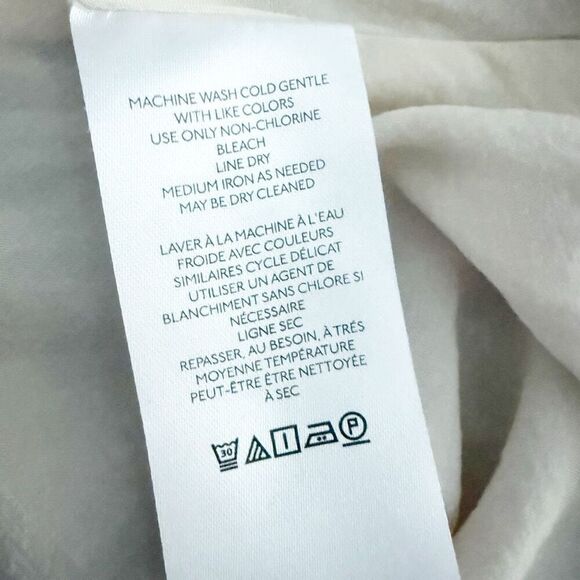 MACHINE WASH COLD GENTLE
WITH LIKE COLORS
USE ONLY NON-CHLORINE
BLEACH
LINE DRY
MEDIUM IRON AS NEEDED
MAY BE DRY CLEANED
LAVER À LA MACHINE À L'EAU
FROIDE AVEC COULEURS
SIMILAIRES CYCLE DÉLICAT
UTILISER UN AGENT DE
BLANCHIMENT SANS CHLORE SI
NÉCESSAIRE
LIGNE SEC
REPASSER, AU BESOIN, À TRÉS
MOYENNE TEMPÉRATURE
PEUT-ÊTRE ÊTRE NETTOYÉE
À SEC
30 P